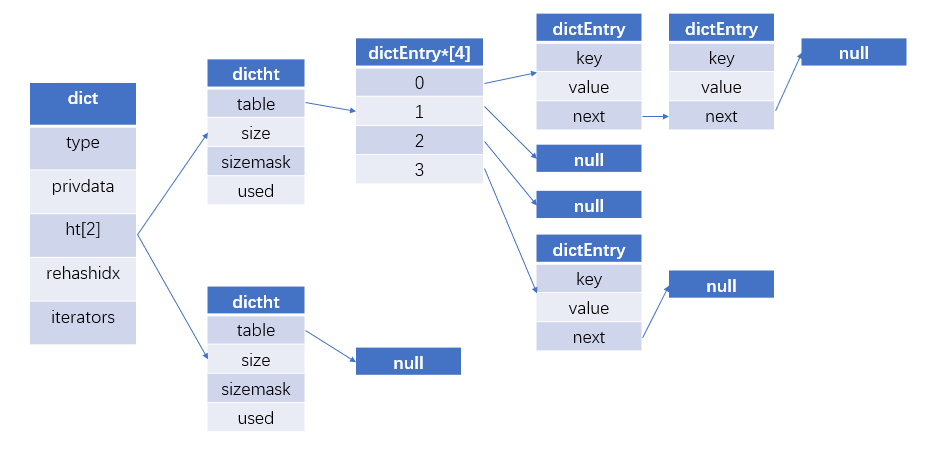 dict
type
privdata
ht[2]
rehashidx
iterators
dictht
table
size
sizemask
used
dictht
table
size
sizemask
used
dictEntry*[4]
0
1
2
3
null
dictEntry
key
value
next
dictEntry
key
value
next
null
null
null
dictEntry
key
value
next
null